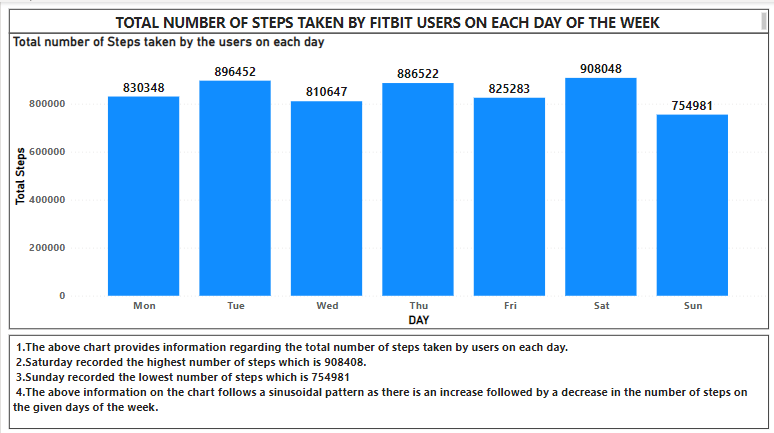 TOTAL NUMBER OF STEPS TAKEN BY FITBIT USERS ON EACH DAY OF THE WEEK
Total number of Steps taken by the users on each day
830348
896452
810647
886522
825283
908048
754981
800000
600000
400000
200000
0
Total Steps
Mon Tue Wed Thu Fri Sat Sun
DAY
1.The above chart provides information regarding the total number of steps taken by users on each day.
2.Saturday recorded the highest number of steps which is 908408.
3.Sunday recorded the lowest number of steps which is 754981
4.The above information on the chart follows a sinusoidal pattern as there is an increase followed by a decrease in the number of steps on
the given days of the week.